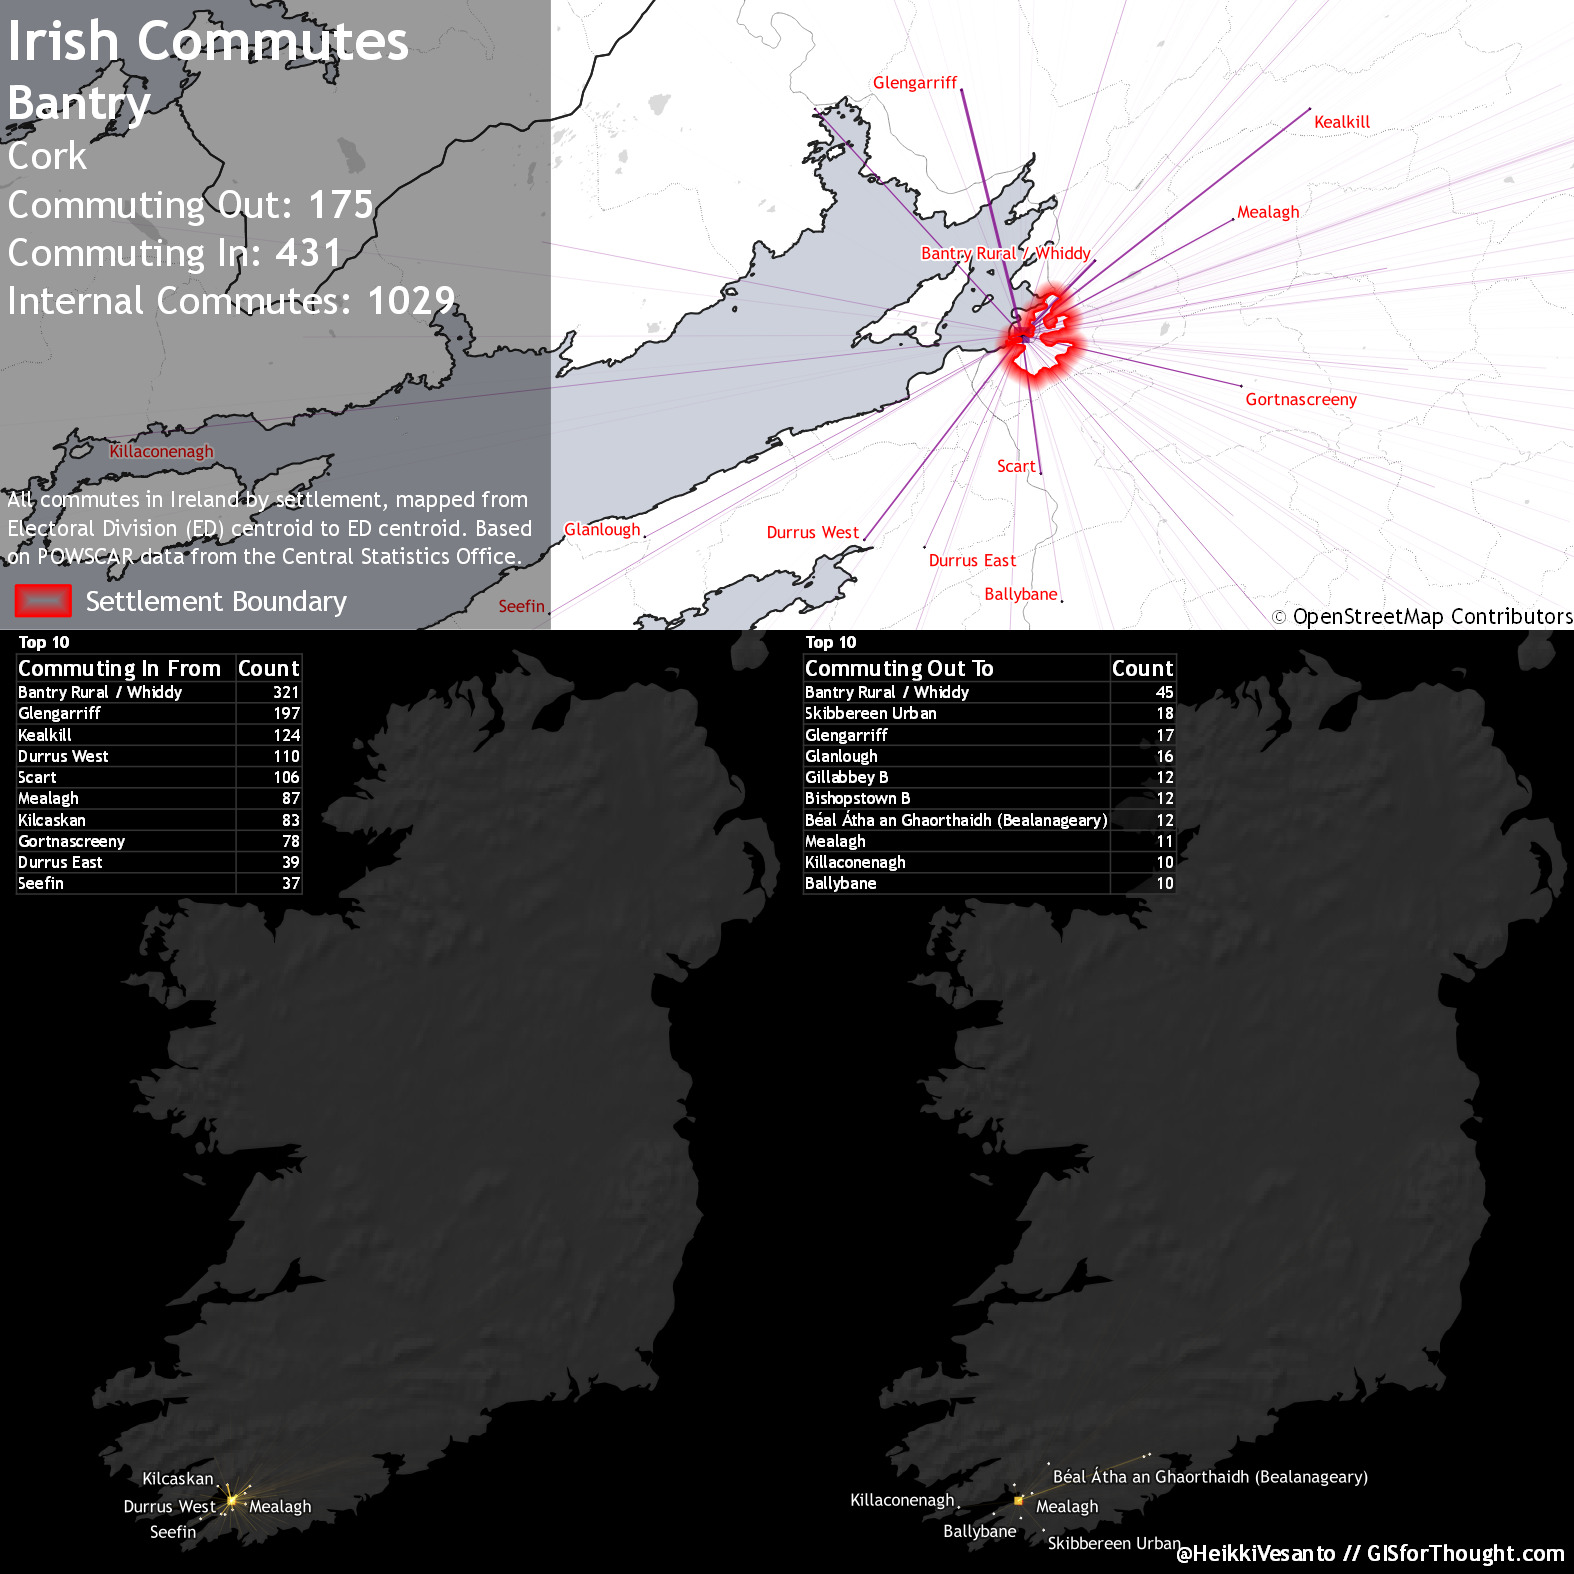 Irish Commutes
Bantry
Cork
Commuting Out: 175
Commuting In: 431
Internal Commutes: 1029
Killaconenagh
All commutes in Ireland by settlement, mapped from
Electoral Division (ED) centroid to ED centroid. Based
on POWSCAR data from the Central Statistics Office.
Settlement Boundary
Glengarriff
Kealkill
Mealagh
Bantry Rural / Whiddy
Gortnascreeny
Scart
Glanlough
Durrus West
Durrus East
Ballybane
Seefin
© OpenStreetMap Contributors
Top 10
Commuting In From Count
Bantry Rural / Whiddy 321
Glengarriff 197
Kealkill 124
Durrus West 110
Scart 106
Mealagh 87
Kilcaskan 83
Gortnascreeny 78
Durrus East 39
Seefin 37
Top 10
Commuting Out To Count
Bantry Rural / Whiddy 45
Skibbereen Urban 18
Glengarriff 17
Glanlough 16
Gillabbey B 12
Bishopstown B 12
Béal Átha an Ghaorthaidh (Bealanageary) 12
Mealagh 11
Killaconenagh 10
Ballybane 10
Kilcaskan
Durrus West
Mealagh
Seefin
Béal Átha an Ghaorthaidh (Bealanageary)
Killaconenagh
Mealagh
Ballybane
Skibbereen Urban
@HeikkiVesanto // GISforThought.com